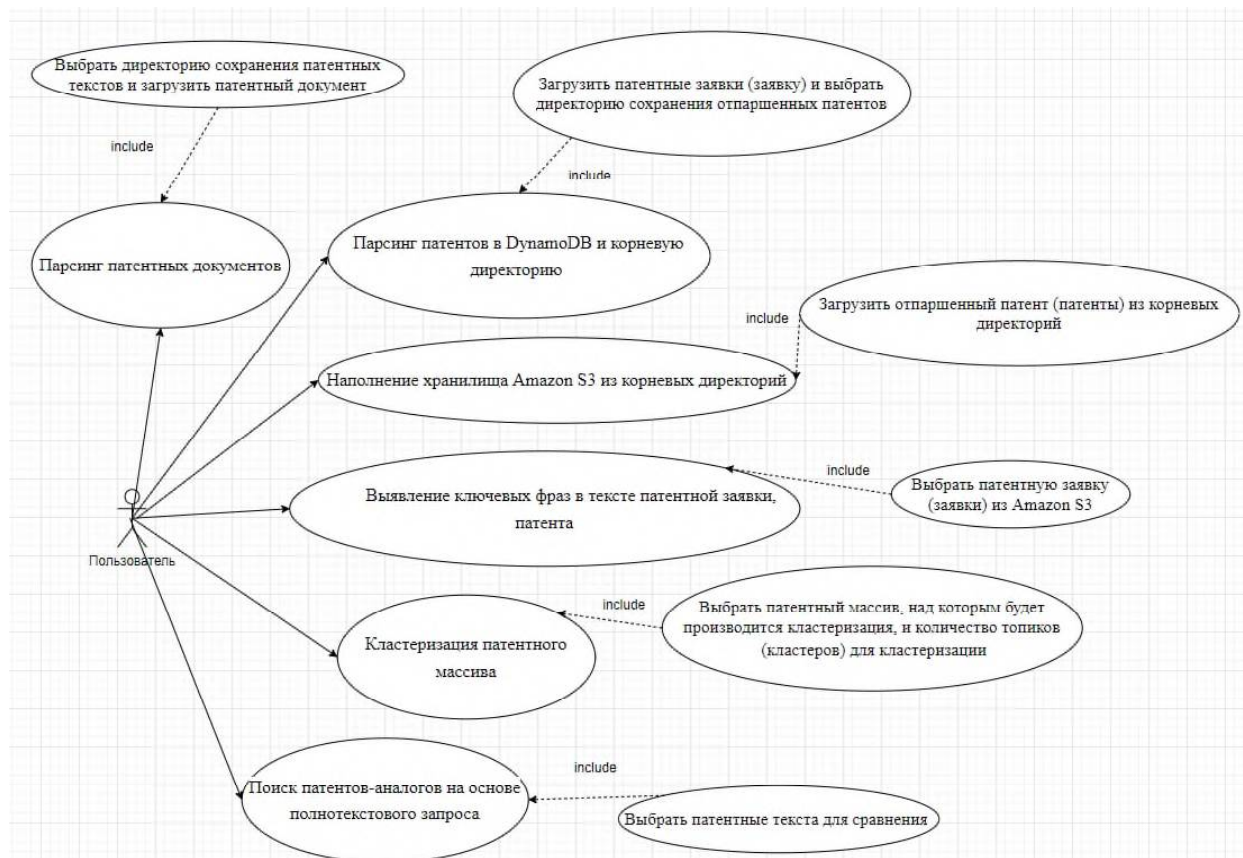 Выбрать директорию сохранения патентных
текстов и загрузить патентный документ
Загрузить патентные заявки (заявку) и выбрать
директорию сохранения отпаршенных патентов
include
include
Парсинг патентных документов
Парсинг патентов в DynamoDB и корневую
директорию
Загрузить отпаршенный патент (патенты) из корневых
директорий
include
Наполнение хранилища Amazon S3 из корневых директорий
Выявление ключевых фраз в тексте патентной заявки,
патента
include
Выбрать патентную заявку
(заявки) из Amazon S3
Пользователь
Кластеризация патентного
массива
include
Выбрать патентный массив, над которым будет
производится кластеризация, и количество топиков
(кластеров) для кластеризации
Поиск патентов-аналогов на основе
полнотекстового запроса
include
Выбрать патентные текста для сравнения